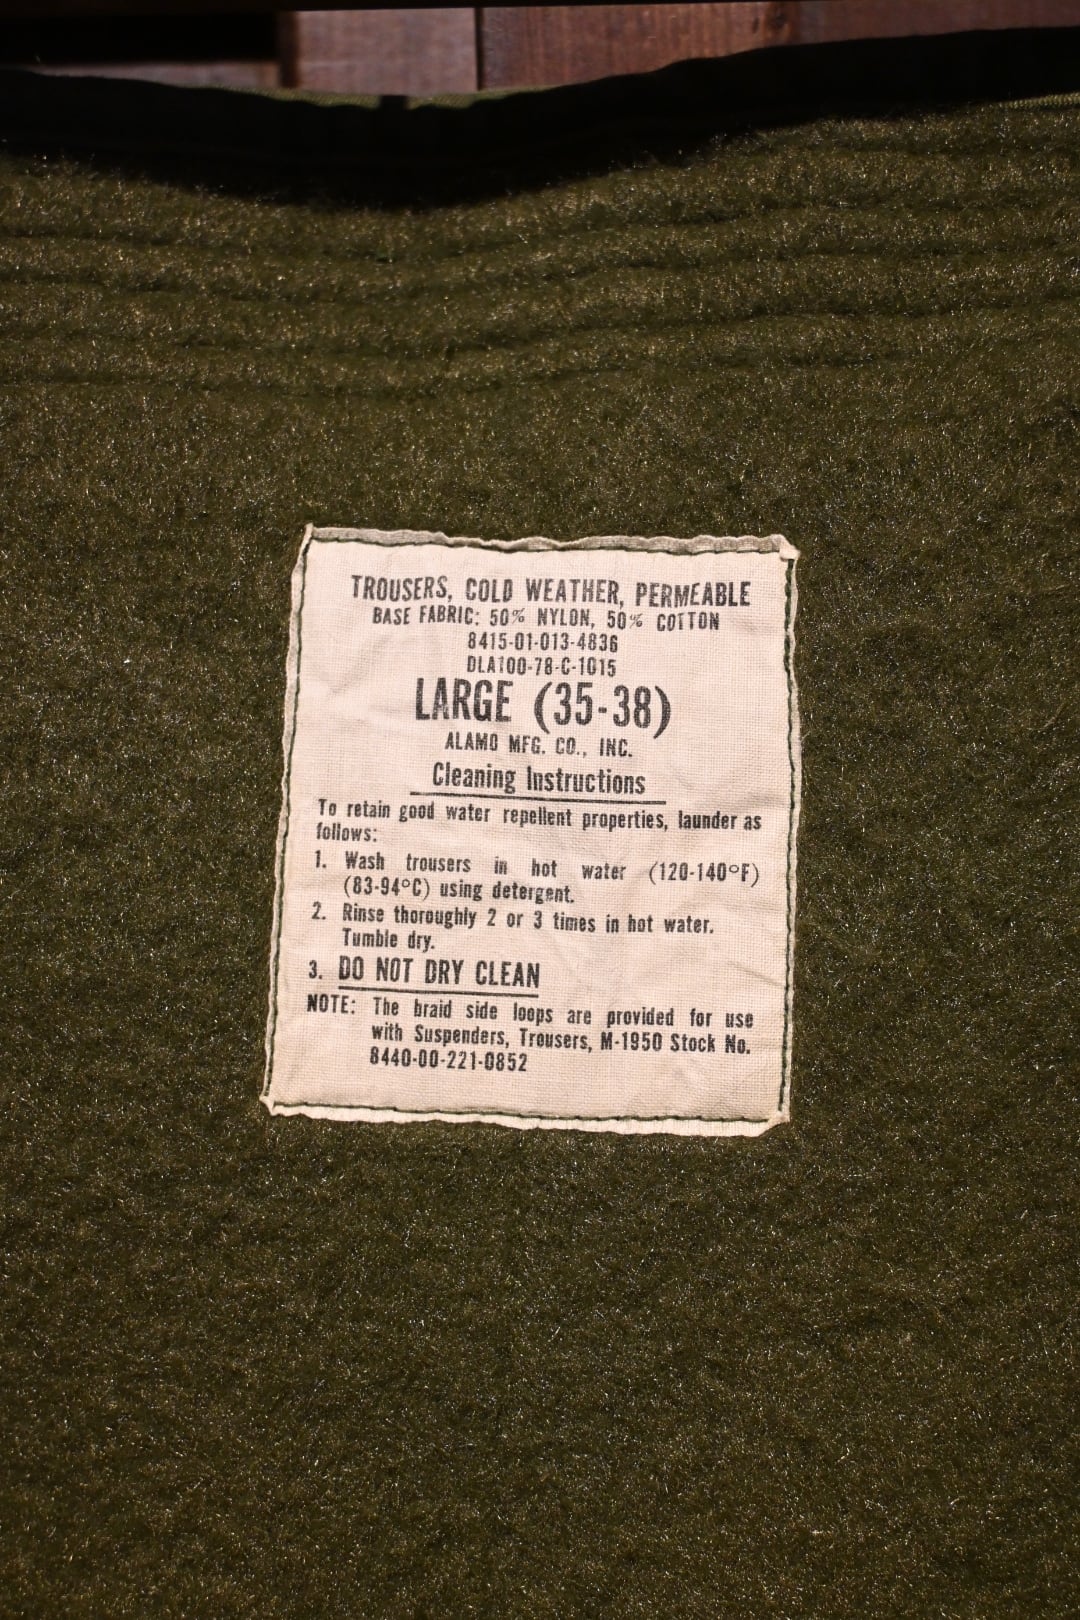 TROUSERS, COLD WEATHER, PERMEABLE
BASE FABRIC: 50% NYLON, 50% COTTON
8415-01-013-4836
DLA100-78-C-1015
LARGE (35-38)
ALAMO MFG. CO., INC.
Cleaning Instructions
To retain good water repellent properties, launder as
follows:
1. Wash trousers in hot water (120-140°F)
(83-94°C) using detergent.
2. Rinse thoroughly 2 or 3 times in hot water.
Tumble dry.
3. DO NOT DRY CLEAN
NOTE: The braid side loops are provided for use
with Suspenders, Trousers, M-1950 Stock No.
8440-00-221-0852